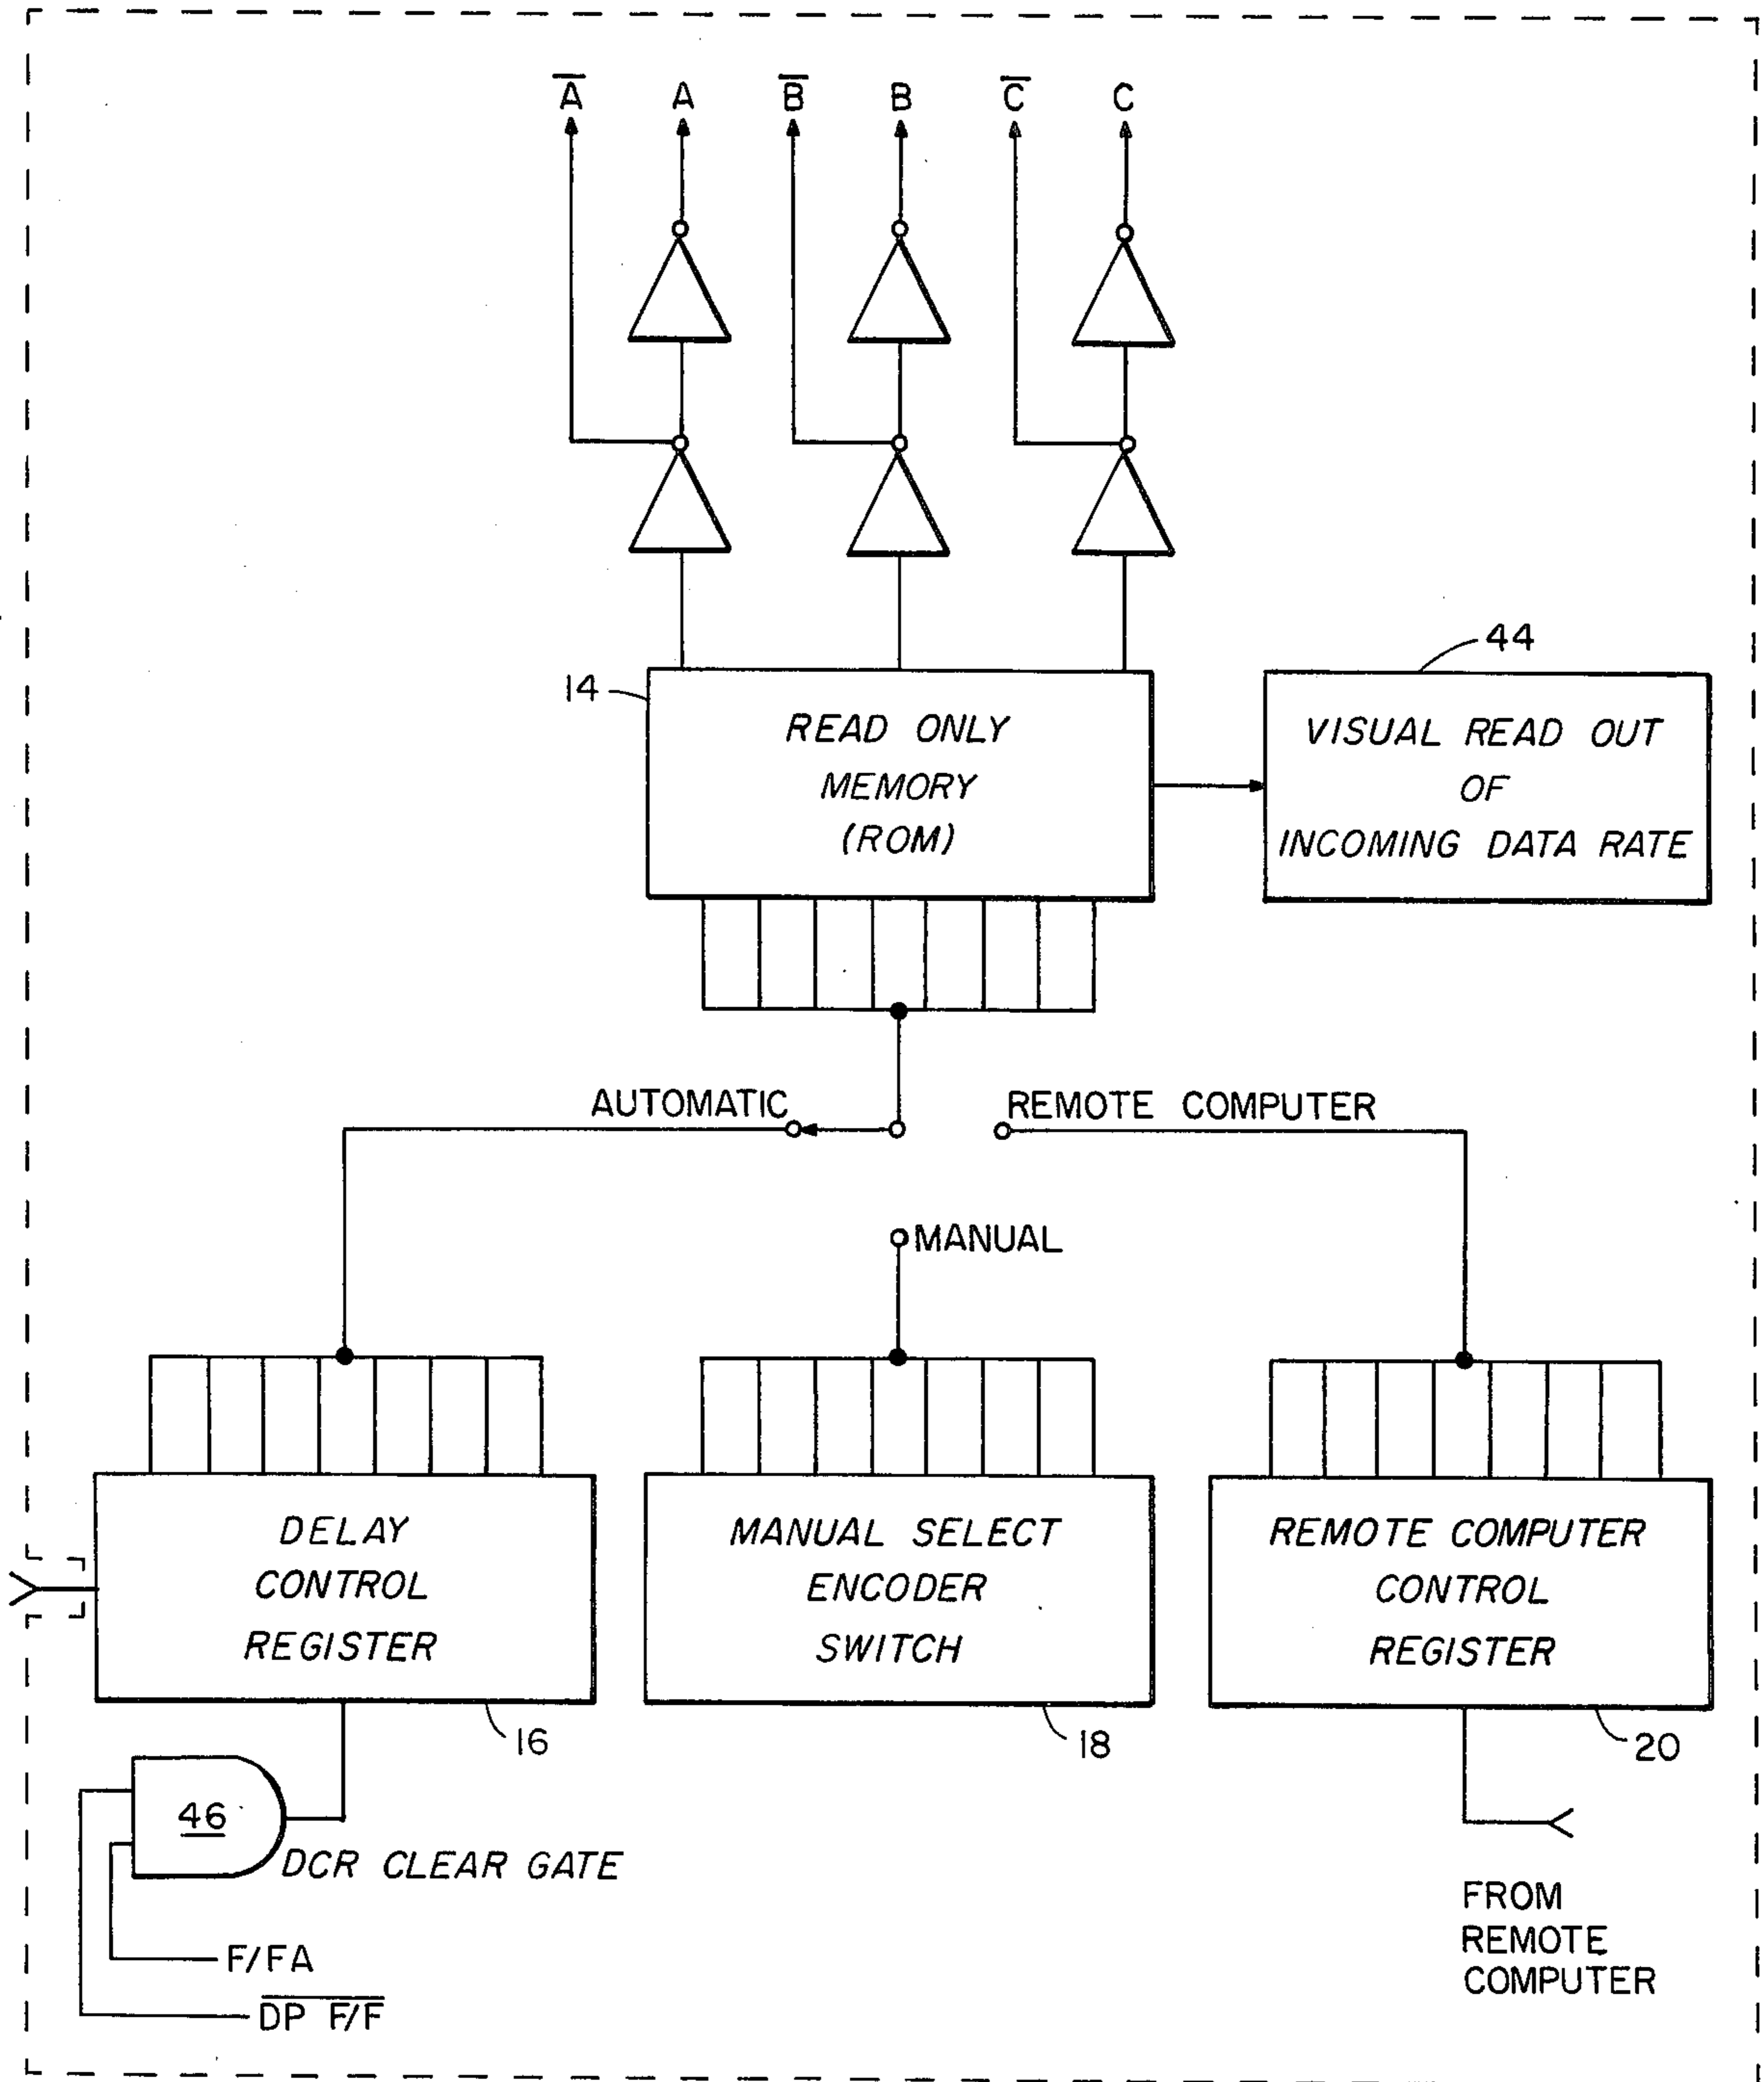 A̅ A B̅ B C̅ C
44
14
READ ONLY
MEMORY
(ROM)
VISUAL READ OUT
OF
INCOMING DATA RATE
AUTOMATIC
REMOTE COMPUTER
MANUAL
DELAY
CONTROL
REGISTER
MANUAL SELECT
ENCODER
SWITCH
REMOTE COMPUTER
CONTROL
REGISTER
16
18
20
46
DCR CLEAR GATE
F/FA
D̅P̅ ̅F̅/̅F̅
FROM
REMOTE
COMPUTER